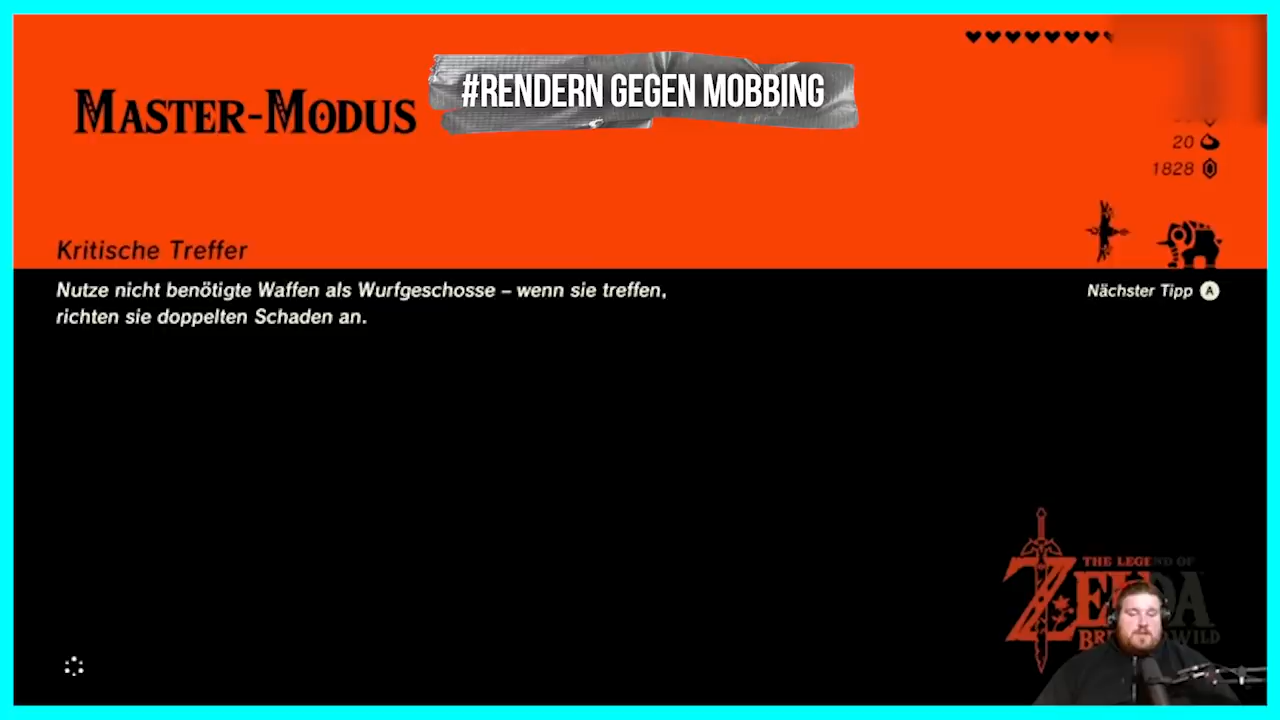 #RENDERN GEGEN MOBBING
MASTER-MODUS
20
1828
Kritische Treffer
Nutze nicht benötigte Waffen als Wurfgeschosse – wenn sie treffen,
richten sie doppelten Schaden an.
Nächster Tipp A
THE LEGEND OF